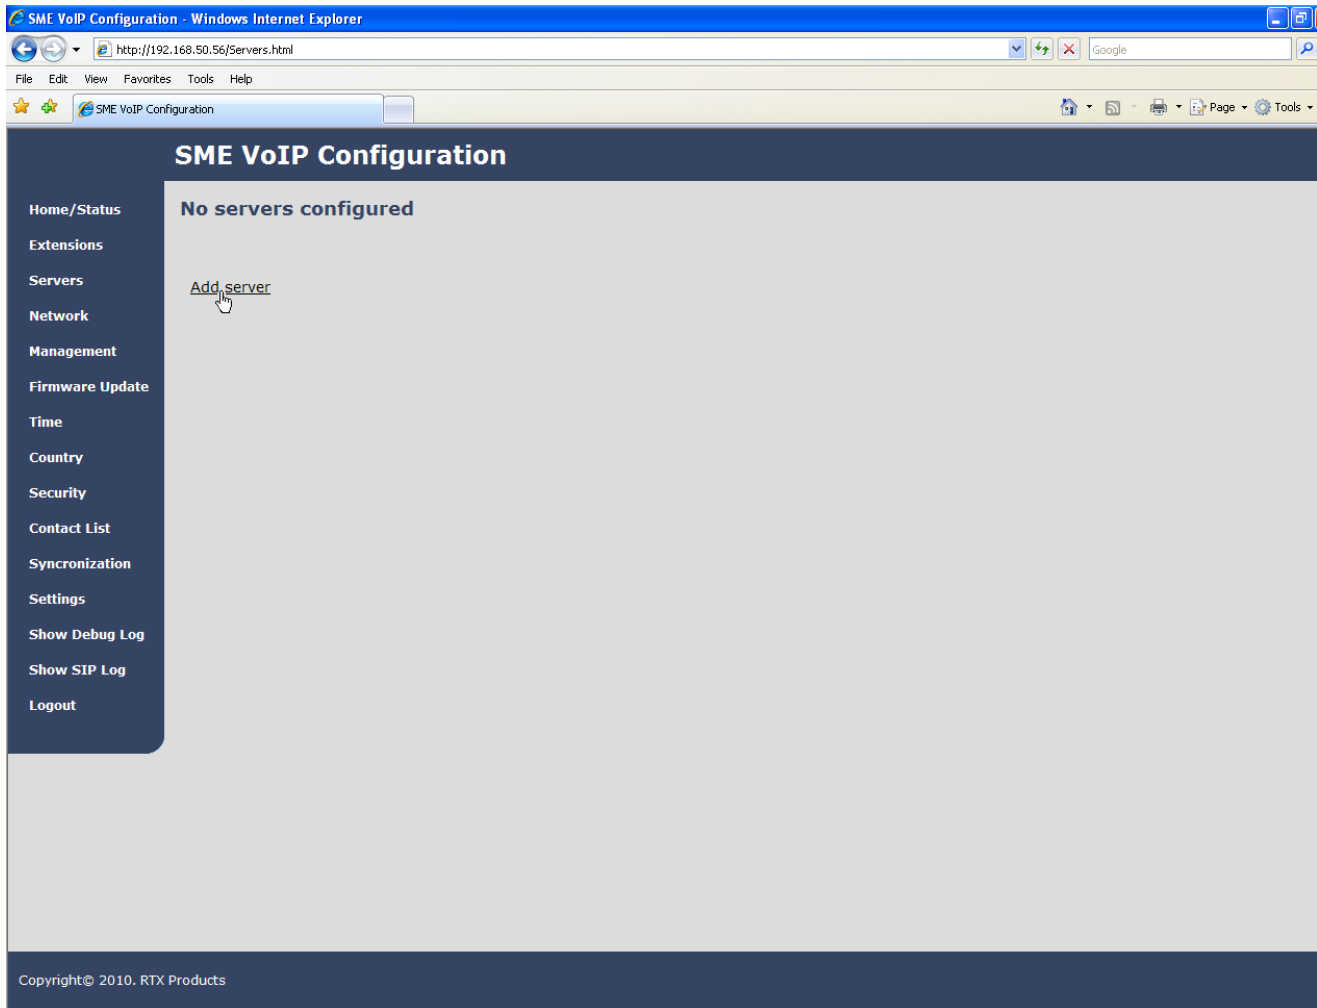 SME VoIP Configuration - Windows Internet Explorer
http://192.168.50.56/Servers.html
Google
File Edit View Favorites Tools Help
SME VoIP Configuration
Page Tools
SME VoIP Configuration
Home/Status
Extensions
Servers
Network
Management
Firmware Update
Time
Country
Security
Contact List
Syncronization
Settings
Show Debug Log
Show SIP Log
Logout
No servers configured
Add server
Copyright© 2010. RTX Products